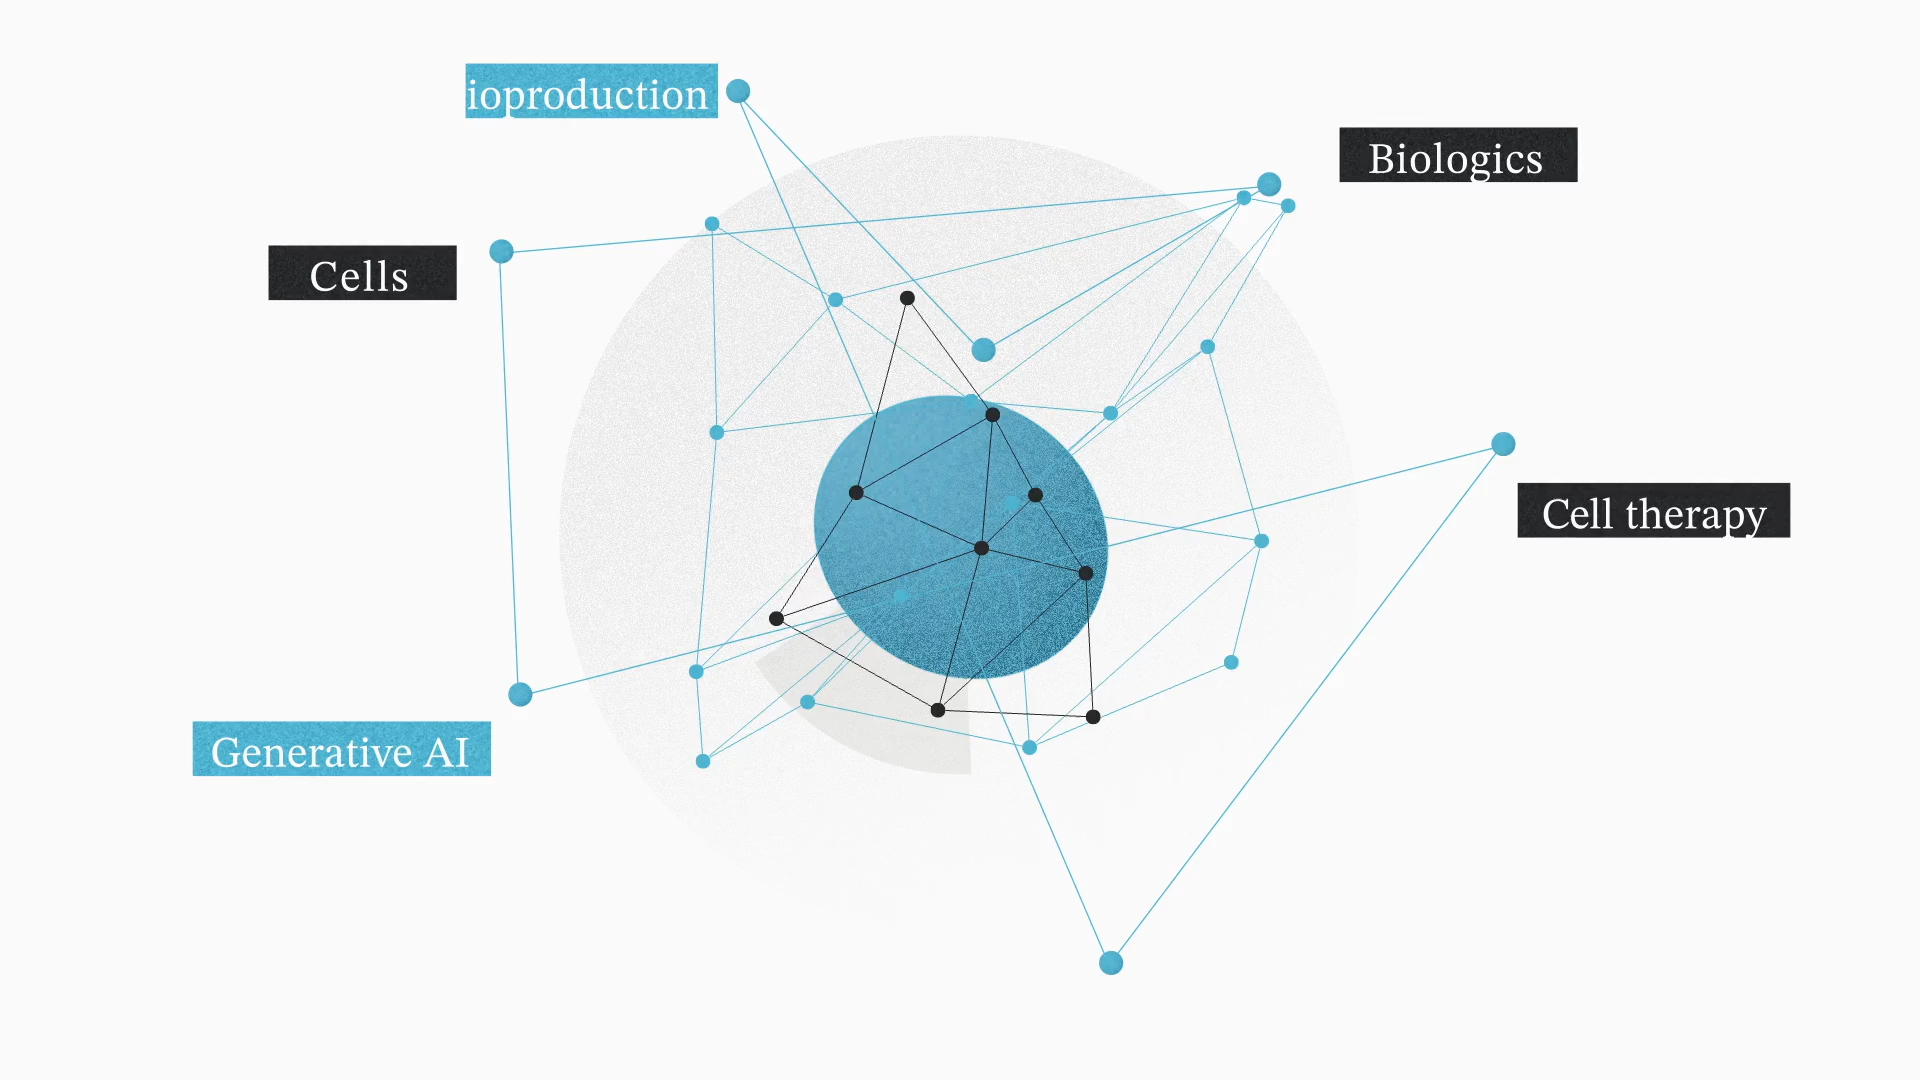 ioproduction
Biologics
Cells
Cell therapy
Generative AI